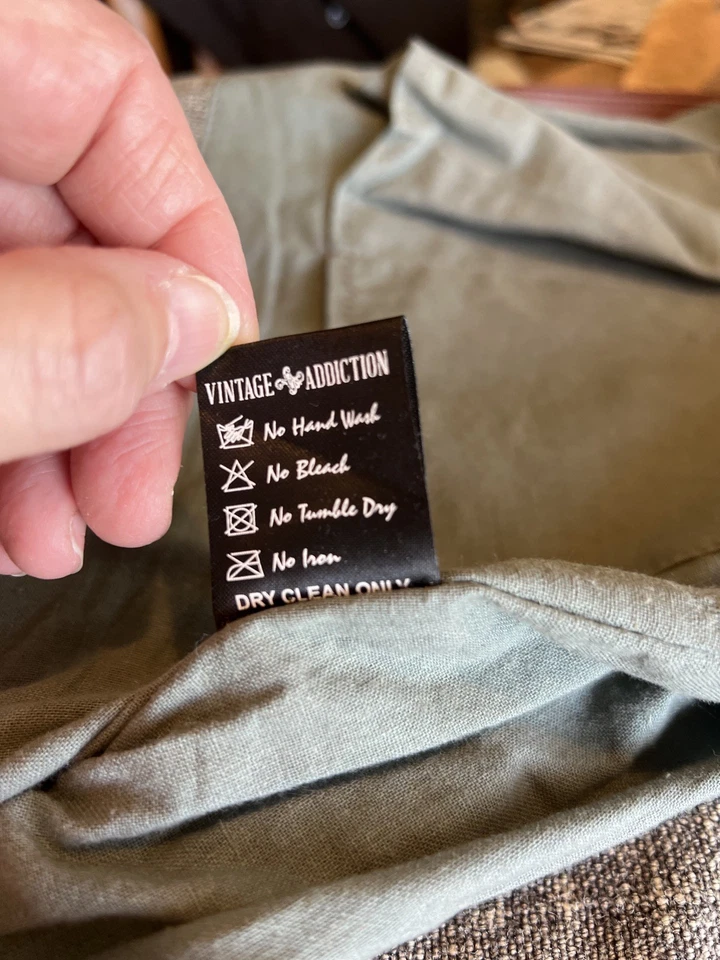 VINTAGE ADDICTION
No Hand Wash
No Bleach
No Tumble Dry
No Iron
DRY CLEAN ONLY